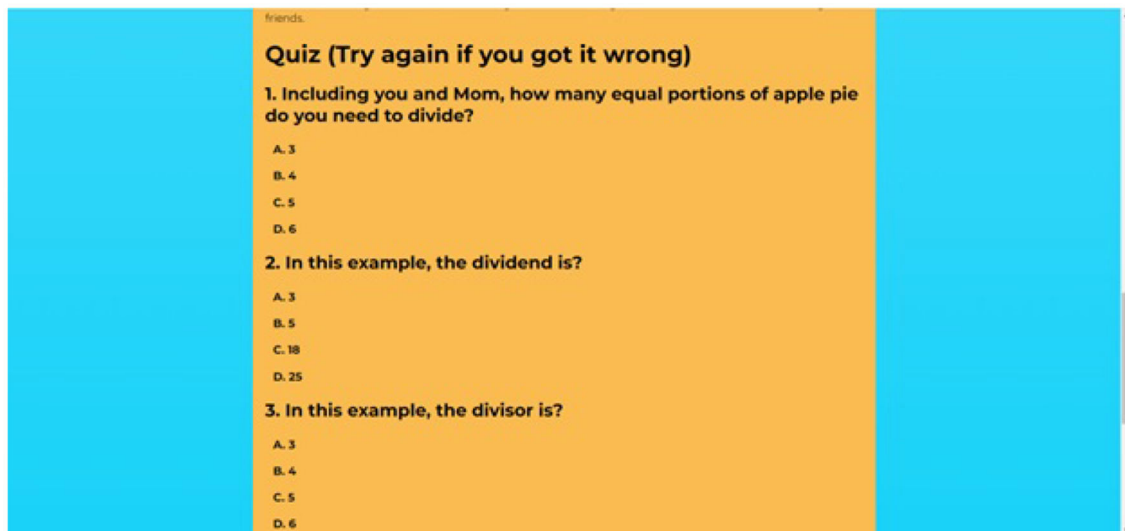 friends.
Quiz (Try again if you got it wrong)
1. Including you and Mom, how many equal portions of apple pie
do you need to divide?
A. 3
B. 4
C. 5
D. 6
2. In this example, the dividend is?
A. 3
B. 5
C. 18
D. 25
3. In this example, the divisor is?
A. 3
B. 4
C. 5
D. 6